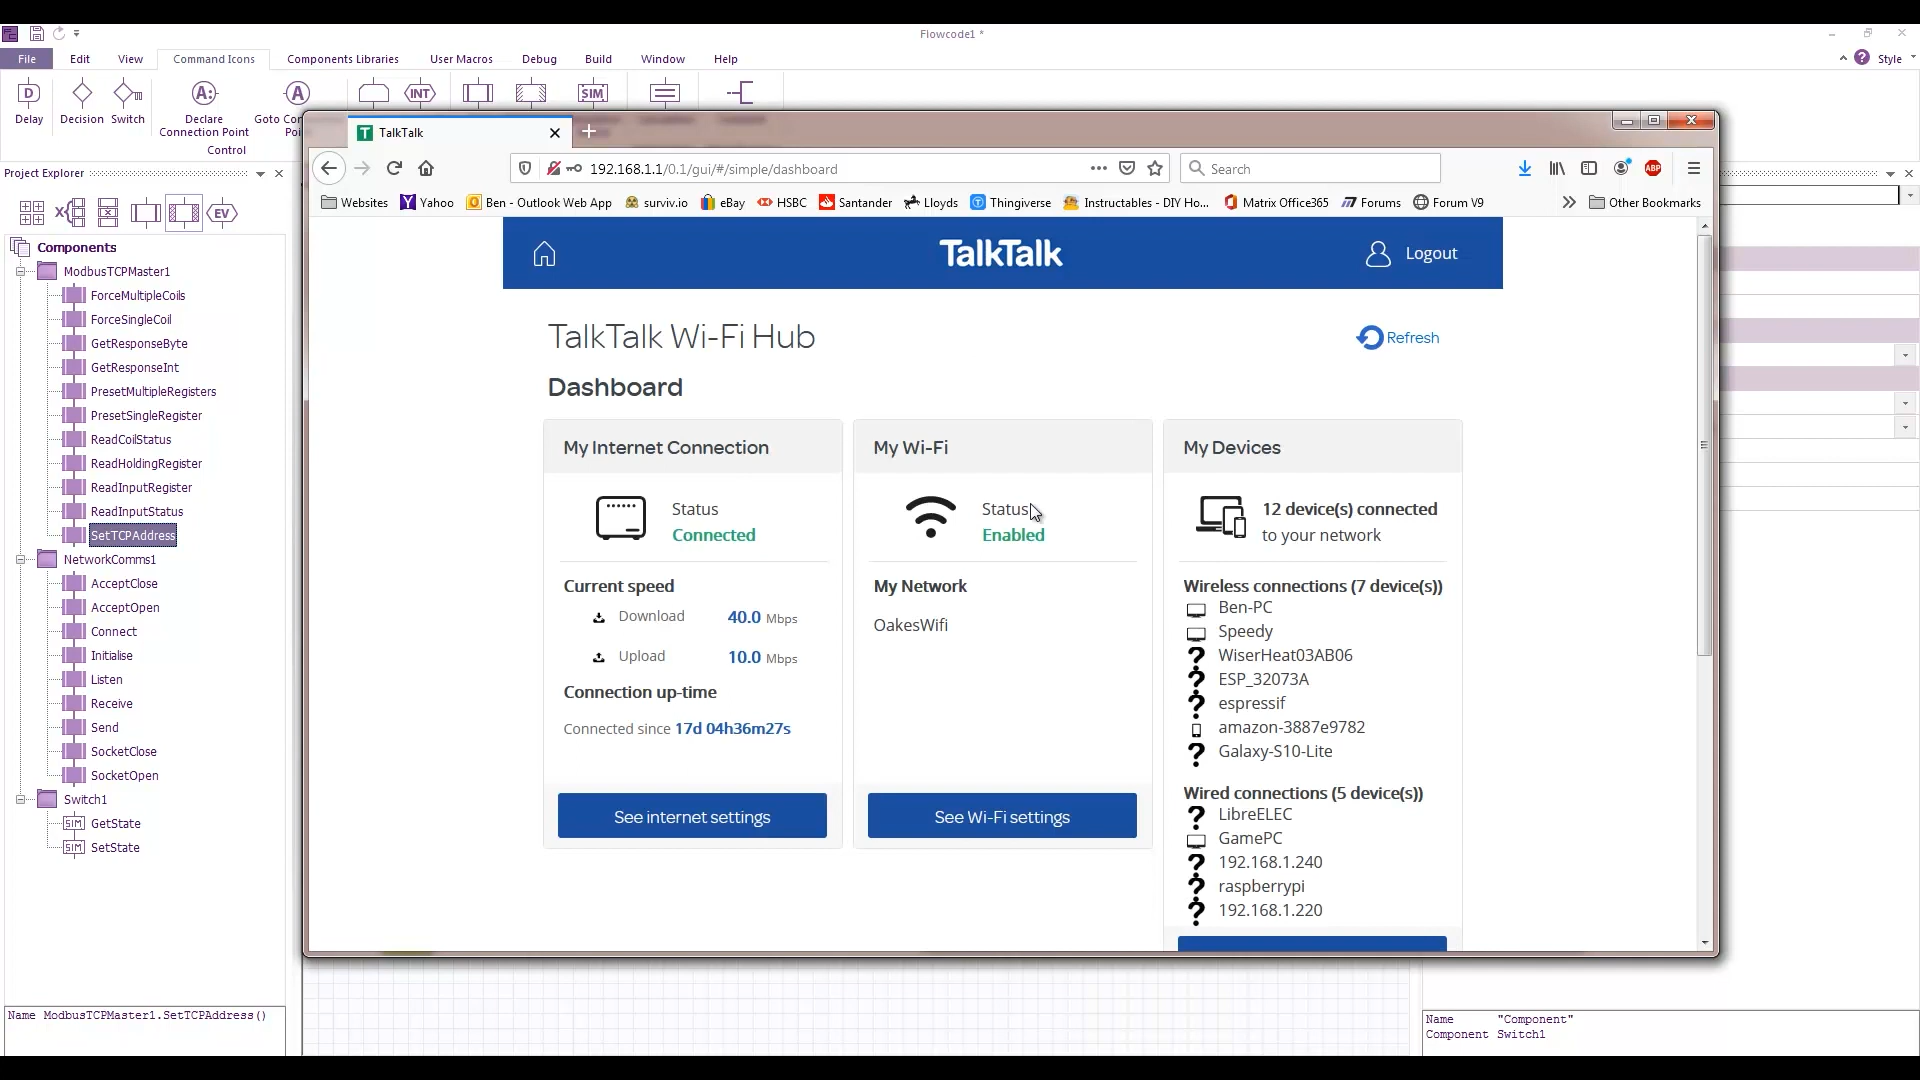 Flowcode1 *
File Edit View Command Icons Components Libraries User Macros Debug Build Window Help Style
D A: A INT SIM
Delay Decision Switch Declare Connection Point Goto Co
Poi
Control
Project Explorer
EV
Components
ModbusTCPMaster1
ForceMultipleCoils
ForceSingleCoil
GetResponseByte
GetResponseInt
PresetMultipleRegisters
PresetSingleRegister
ReadCoilStatus
ReadHoldingRegister
ReadInputRegister
ReadInputStatus
SetTCPAddress
NetworkComms1
AcceptClose
AcceptOpen
Connect
Initialise
Listen
Receive
Send
SocketClose
SocketOpen
Switch1
SIM GetState
SIM SetState
Name ModbusTCPMaster1.SetTCPAddress()
T TalkTalk
192.168.1.1/0.1/gui/#/simple/dashboard
Search
ABP
Websites Yahoo Ben - Outlook Web App surviv.io eBay HSBC Santander Lloyds Thingiverse Instructables - DIY Ho... Matrix Office365 Forums Forum V9 Other Bookmarks
TalkTalk
Logout
TalkTalk Wi-Fi Hub
Refresh
Dashboard
My Internet Connection
Status
Connected
Current speed
Download 40.0 Mbps
Upload 10.0 Mbps
Connection up-time
Connected since 17d 04h36m27s
See internet settings
My Wi-Fi
Status
Enabled
My Network
OakesWifi
See Wi-Fi settings
My Devices
12 device(s) connected
to your network
Wireless connections (7 device(s))
Ben-PC
Speedy
? WiserHeat03AB06
? ESP_32073A
? espressif
amazon-3887e9782
? Galaxy-S10-Lite
Wired connections (5 device(s))
? LibreELEC
GamePC
? 192.168.1.240
? raspberrypi
? 192.168.1.220
Name "Component"
Component Switch1